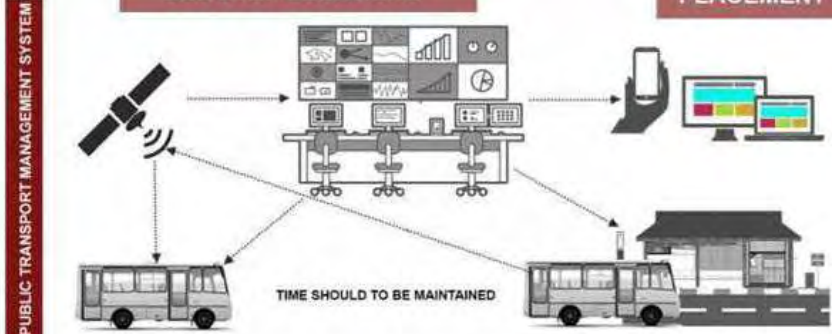 PLACEMENT
PUBLIC TRANSPORT MANAGEMENT SYSTEM
TIME SHOULD TO BE MAINTAINED